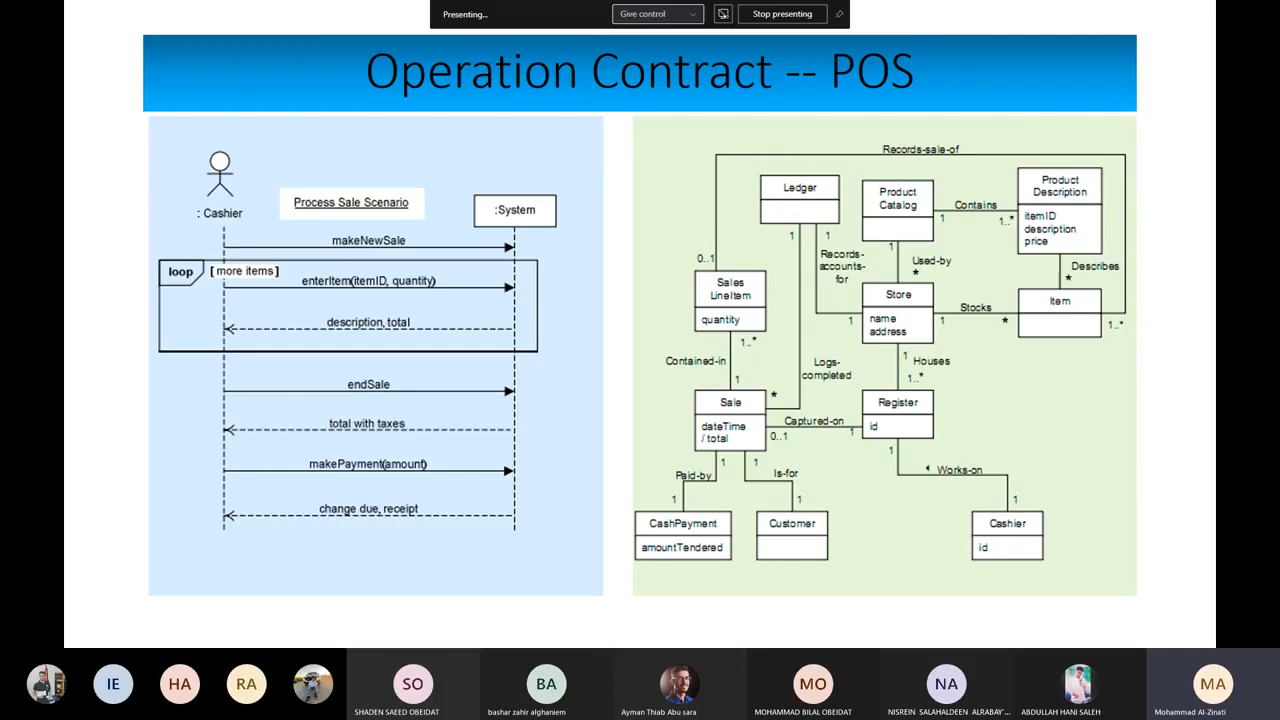 Presenting...
Give control
Stop presenting
Operation Contract -- POS
: Cashier
Process Sale Scenario
:System
makeNewSale
loop
[ more items ]
enterItem(itemID, quantity)
description, total
endSale
total with taxes
makePayment(amount)
change due, receipt
Records-sale-of
Ledger
Product
Catalog
Product
Description
itemID
description
price
Contains
1
1..*
1
1
1
Records-
accounts-
for
Used-by
*
Describes
*
0..1
Sales
LineItem
quantity
Store
name
address
Stocks
Item
1
1
*
1..*
1..*
Contained-in
1
Logs-
completed
*
1
Houses
1..*
Sale
dateTime
/ total
Captured-on
0..1
1
Register
id
1
1
1
Paid-by
Is-for
Works-on
1
1
1
CashPayment
amountTendered
Customer
Cashier
id
IE
HA
RA
SO
SHADEN SAEED OBEIDAT
BA
bashar zahir alghaniem
Ayman Thiab Abu sara
MO
MOHAMMAD BILAL OBEIDAT
NA
NISREIN SALAHALDEEN ALRABAY'...
ABDULLAH HANI SALEH
MA
Mohammad Al-Zinati